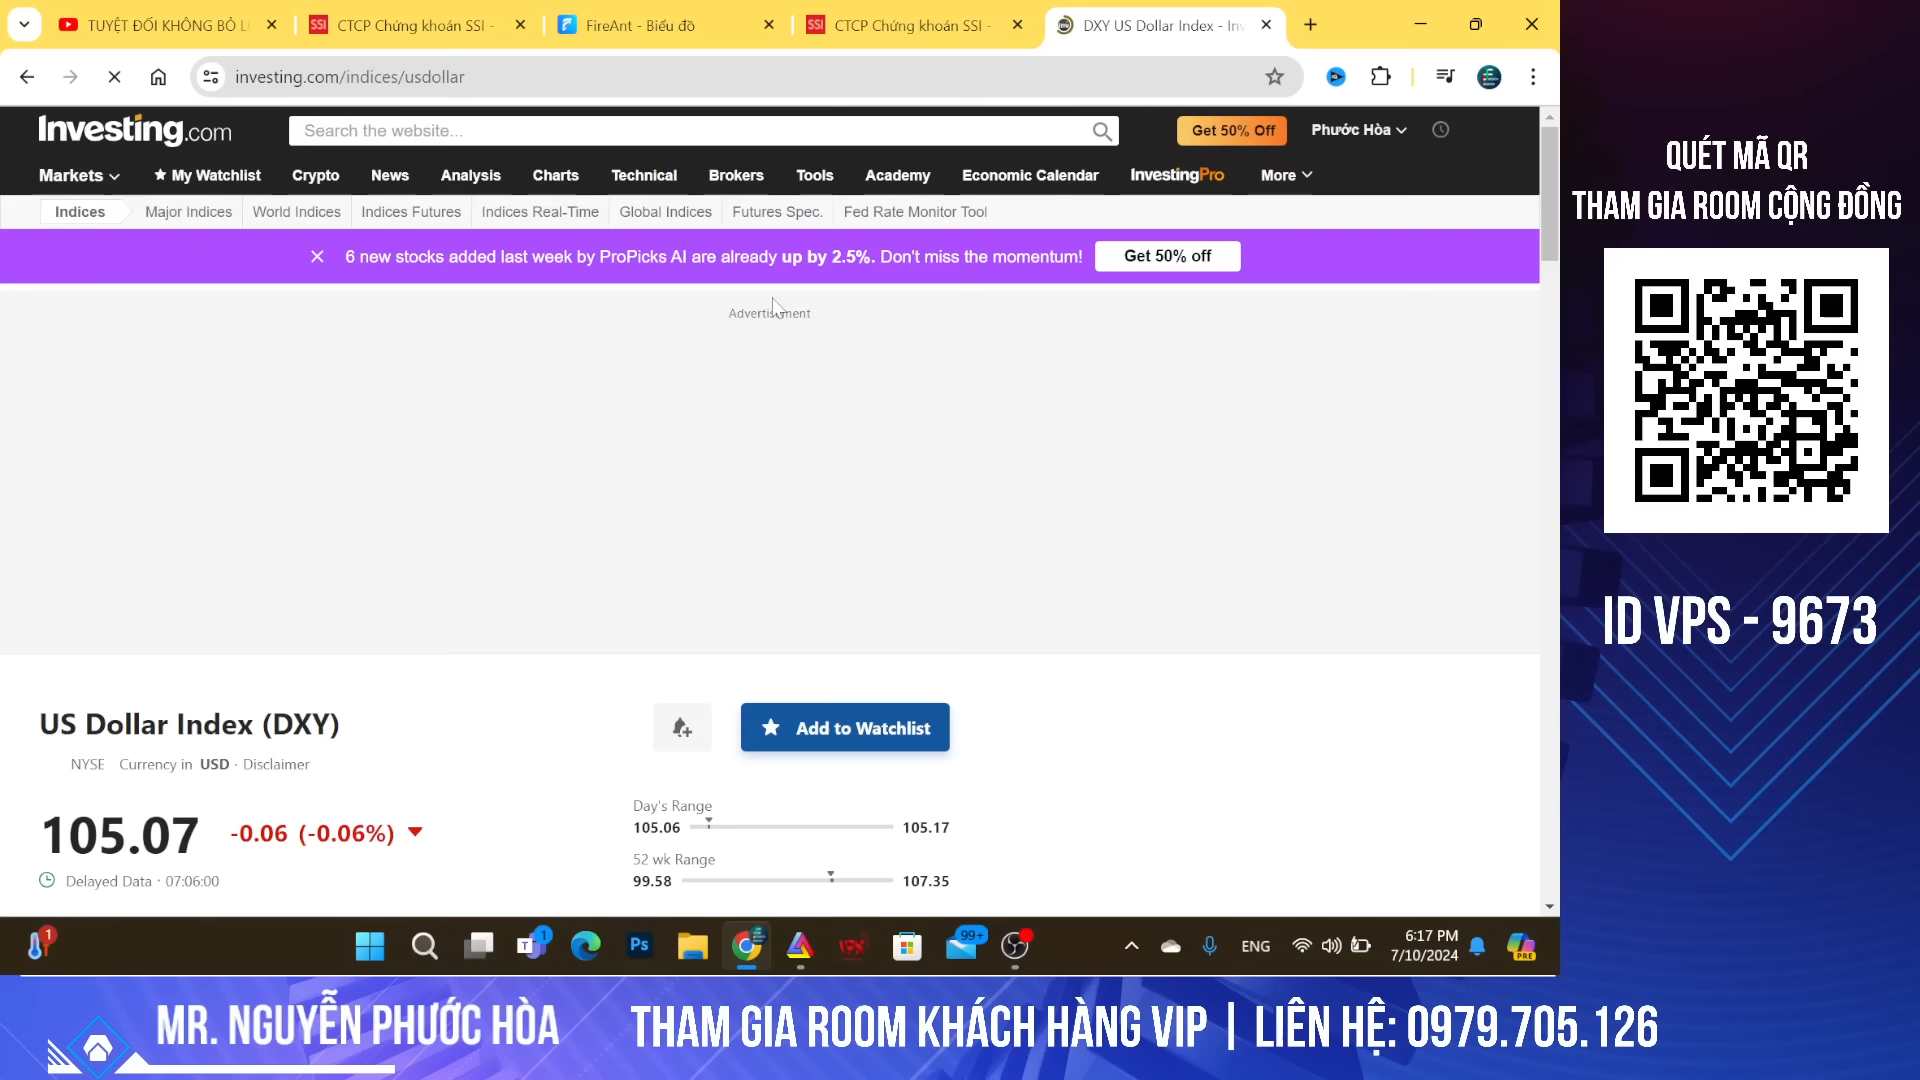 TUYỆT ĐỐI KHÔNG BỎ L
CTCP Chứng khoán SSI -
FireAnt - Biểu đồ
CTCP Chứng khoán SSI -
DXY US Dollar Index - Inv
investing.com/indices/usdollar
Investing.com
Search the website...
Get 50% Off
Phước Hòa
Markets
My Watchlist
Crypto
News
Analysis
Charts
Technical
Brokers
Tools
Academy
Economic Calendar
InvestingPro
More
Indices
Major Indices
World Indices
Indices Futures
Indices Real-Time
Global Indices
Futures Spec.
Fed Rate Monitor Tool
6 new stocks added last week by ProPicks AI are already up by 2.5%. Don't miss the momentum!
Get 50% off
Advertisment
US Dollar Index (DXY)
Add to Watchlist
NYSE Currency in USD · Disclaimer
105.07 -0.06 (-0.06%)
Delayed Data · 07:06:00
Day's Range
105.06 105.17
52 wk Range
99.58 107.35
1
T
1
Ps
99+
ENG
6:17 PM
7/10/2024
PRE
QUÉT MÃ QR
THAM GIA ROOM CỘNG ĐỒNG
ID VPS - 9673
MR. NGUYỄN PHƯỚC HÒA
THAM GIA ROOM KHÁCH HÀNG VIP | LIÊN HỆ: 0979.705.126